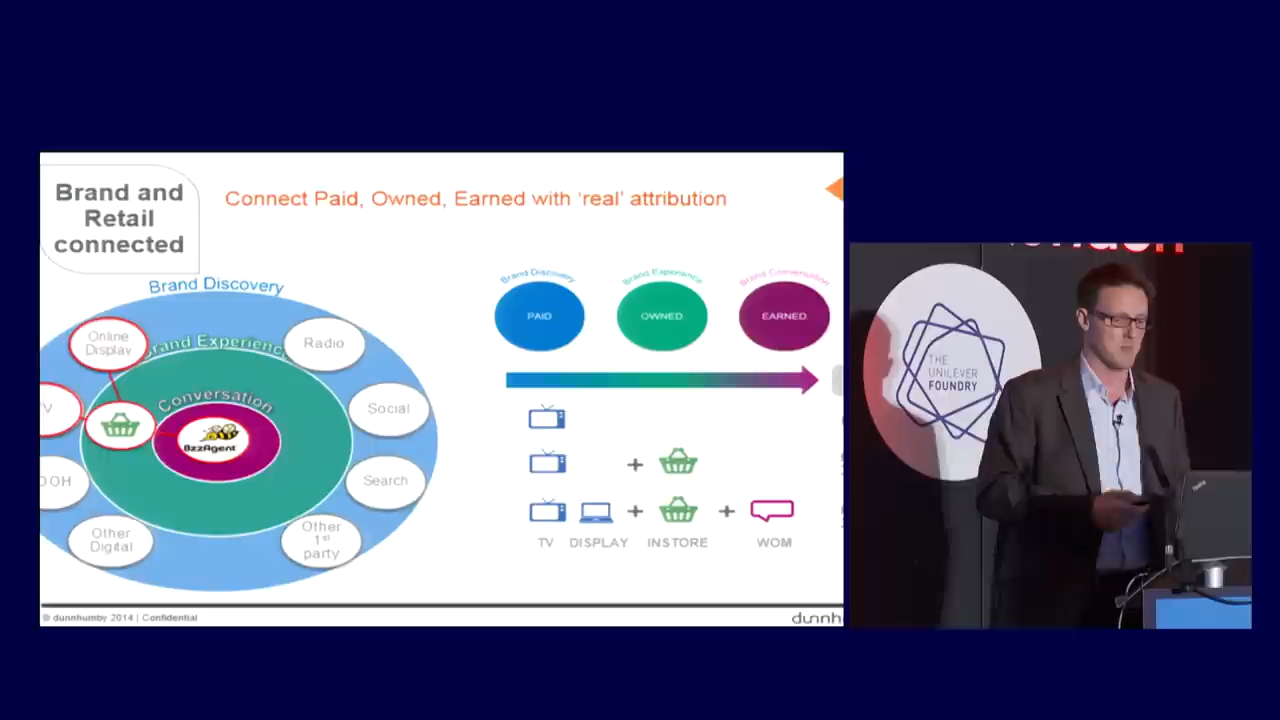 Brand and
Retail
connected
Connect Paid, Owned, Earned with 'real' attribution
Brand Discovery
Online
Display
Brand Experience
Radio
Conversation
V
Social
BzzAgent
OOH
Search
Other
Digital
Other
1st
party
Brand Discovery
Brand Experience
Brand Conversation
PAID
OWNED
EARNED
+
+
+
TV
DISPLAY
INSTORE
WOM
© dunnhumby 2014 | Confidential
dunnh
THE
UNILEVER
FOUNDRY